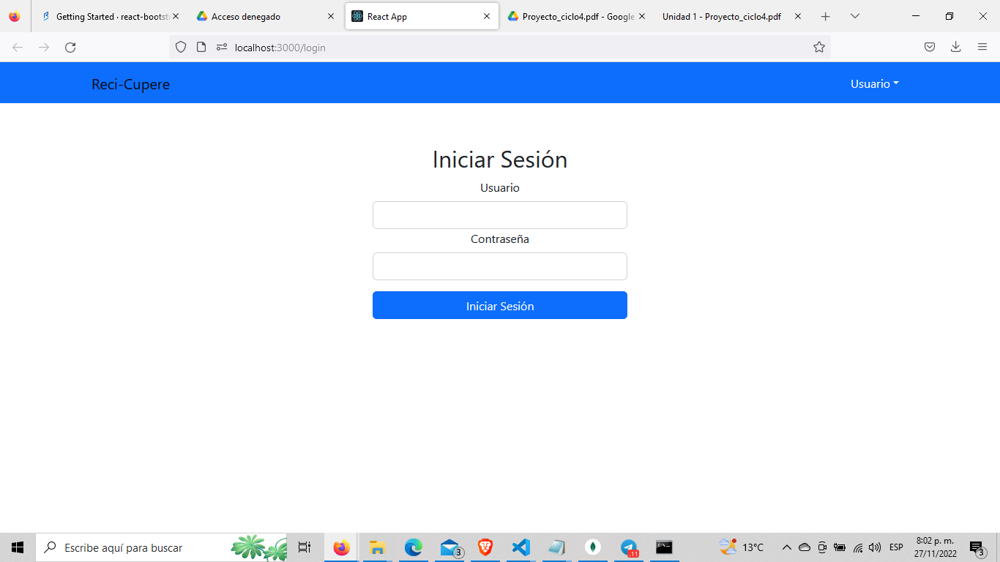 Getting Started · react-bootstr
Acceso denegado
React App
Proyecto_ciclo4.pdf - Google
Unidad 1 - Proyecto_ciclo4.pdf
localhost:3000/login
Reci-Cupere
Usuario
Iniciar Sesión
Usuario
Contraseña
Iniciar Sesión
Escribe aquí para buscar
3
11
13°C
ESP
8:02 p. m.
27/11/2022
3